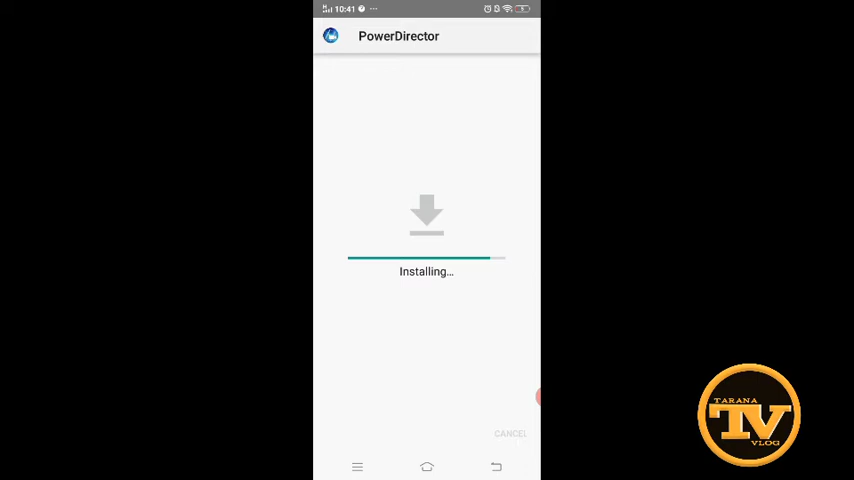 10:41
PowerDirector
Installing...
CANCEL
TARANA
TV
VLOG